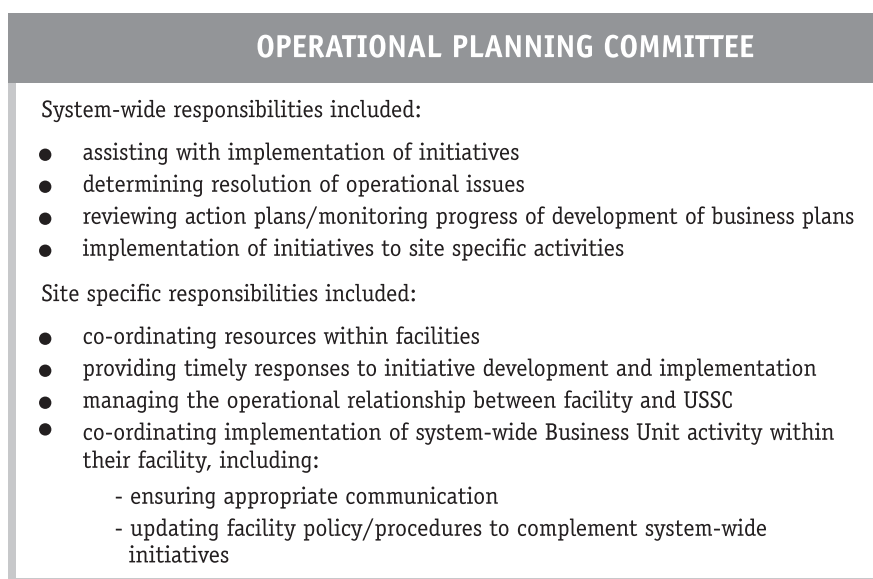 OPERATIONAL PLANNING COMMITTEE
System-wide responsibilities included:
● assisting with implementation of initiatives
● determining resolution of operational issues
● reviewing action plans/monitoring progress of development of business plans
● implementation of initiatives to site specific activities
Site specific responsibilities included:
● co-ordinating resources within facilities
● providing timely responses to initiative development and implementation
● managing the operational relationship between facility and USSC
● co-ordinating implementation of system-wide Business Unit activity within
their facility, including:
- ensuring appropriate communication
- updating facility policy/procedures to complement system-wide
initiatives